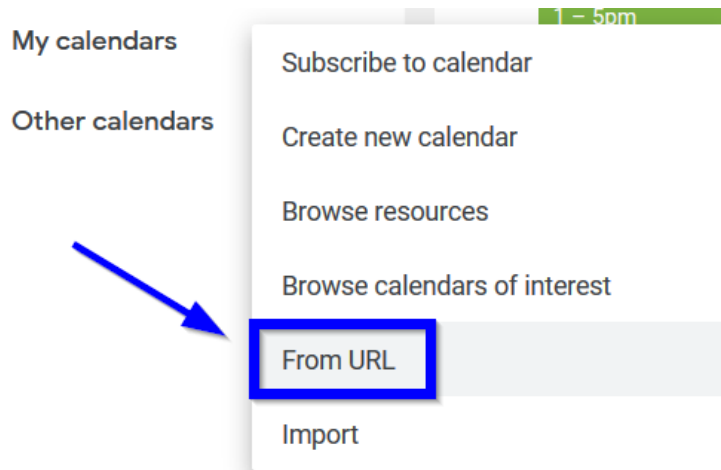 1 – 5pm
My calendars
Subscribe to calendar
Other calendars
Create new calendar
Browse resources
Browse calendars of interest
From URL
Import